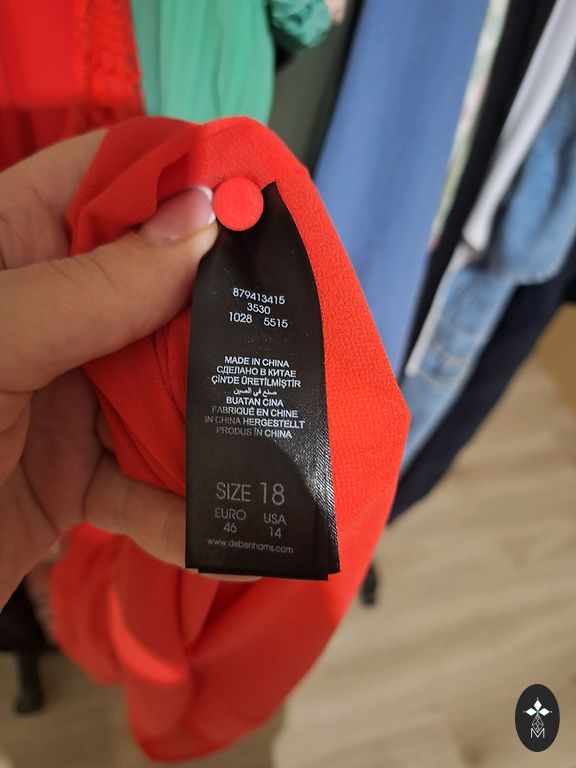 879413415
3530
1028 5515
MADE IN CHINA
СДЕЛАНО В КИТАЕ
ÇİN'DE ÜRETİLMİŞTİR
صنع في الصين
BUATAN CINA
FABRIQUÉ EN CHINE
IN CHINA HERGESTELLT
PRODUS ÎN CHINA
SIZE 18
EURO USA
46 14
www.debenhams.com
M